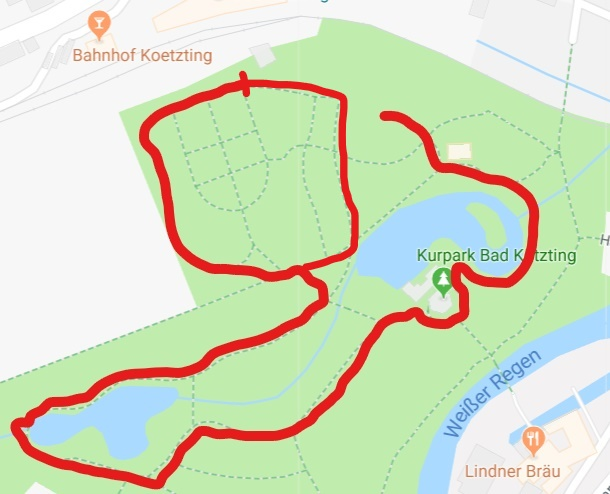 Bahnhof Koetzting
Kurpark Bad Kötzting
Weißer Regen
Lindner Bräu